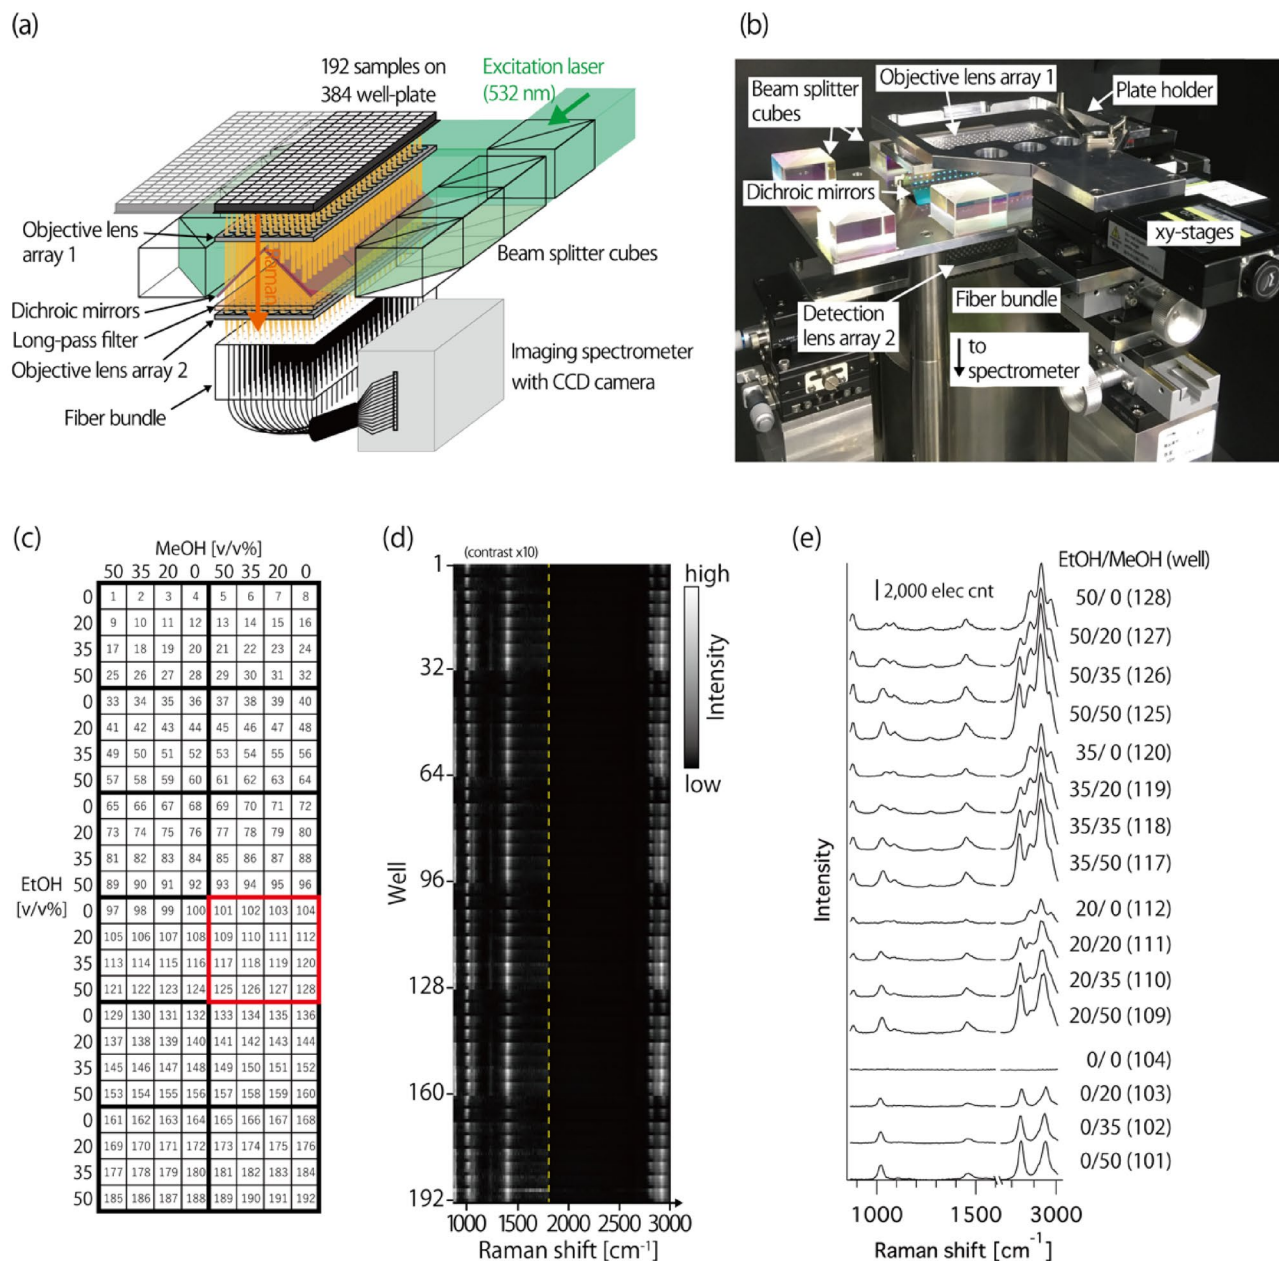 (a)
192 samples on
384 well-plate
Excitation laser
(532 nm)
Objective lens
array 1
Raman
Beam splitter cubes
Dichroic mirrors
Long-pass filter
Objective lens array 2
Fiber bundle
Imaging spectrometer
with CCD camera
(b)
Objective lens array 1
Beam splitter
cubes
Plate holder
Dichroic mirrors
xy-stages
Detection
lens array 2
Fiber bundle
to
spectrometer
(c)
MeOH [v/v%]
50 35 20 0 50 35 20 0
0 1 2 3 4 5 6 7 8
20 9 10 11 12 13 14 15 16
35 17 18 19 20 21 22 23 24
50 25 26 27 28 29 30 31 32
0 33 34 35 36 37 38 39 40
20 41 42 43 44 45 46 47 48
35 49 50 51 52 53 54 55 56
50 57 58 59 60 61 62 63 64
0 65 66 67 68 69 70 71 72
20 73 74 75 76 77 78 79 80
35 81 82 83 84 85 86 87 88
EtOH
[v/v%]
50 89 90 91 92 93 94 95 96
0 97 98 99 100 101 102 103 104
20 105 106 107 108 109 110 111 112
35 113 114 115 116 117 118 119 120
50 121 122 123 124 125 126 127 128
0 129 130 131 132 133 134 135 136
20 137 138 139 140 141 142 143 144
35 145 146 147 148 149 150 151 152
50 153 154 155 156 157 158 159 160
0 161 162 163 164 165 166 167 168
20 169 170 171 172 173 174 175 176
35 177 178 179 180 181 182 183 184
50 185 186 187 188 189 190 191 192
(d)
(contrast x10)
high
Intensity
low
Well
1
32
64
96
128
160
192
1000 1500 2000 2500 3000
Raman shift [cm⁻¹]
(e)
EtOH/MeOH (well)
2,000 elec cnt
50/ 0 (128)
50/20 (127)
50/35 (126)
50/50 (125)
35/ 0 (120)
35/20 (119)
35/35 (118)
35/50 (117)
20/ 0 (112)
20/20 (111)
20/35 (110)
20/50 (109)
0/ 0 (104)
0/20 (103)
0/35 (102)
0/50 (101)
Intensity
1000 1500 3000
Raman shift [cm⁻¹]